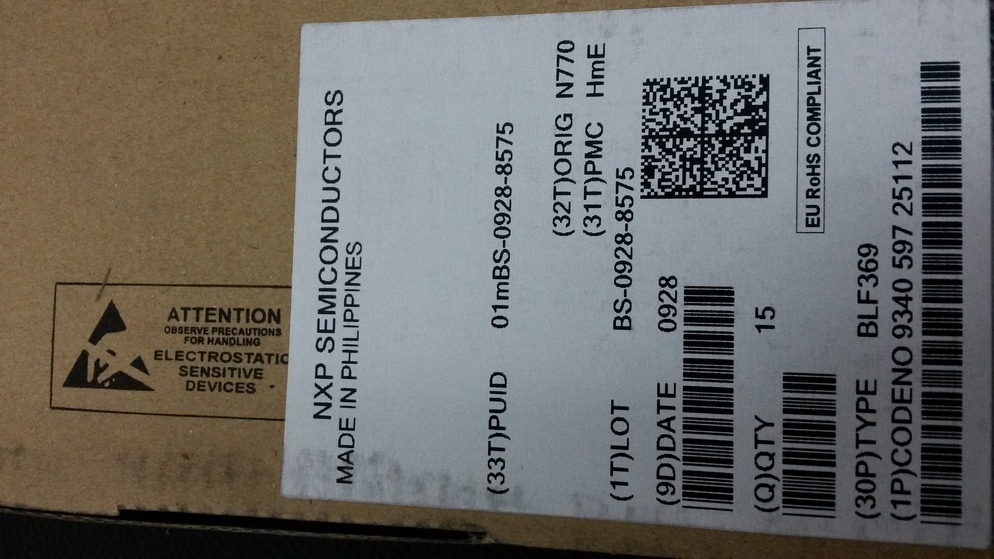 ATTENTION
OBSERVE PRECAUTIONS
FOR HANDLING
ELECTROSTATIC
SENSITIVE
DEVICES
NXP SEMICONDUCTORS
MADE IN PHILIPPINES
(33T)PUID 01mBS-0928-8575
(32T)ORIG N770
(31T)PMC HmE
(1T)LOT BS-0928-8575
(9D)DATE 0928
(Q)QTY 15
EU RoHS COMPLIANT
(30P)TYPE BLF369
(1P)CODENO 9340 597 25112